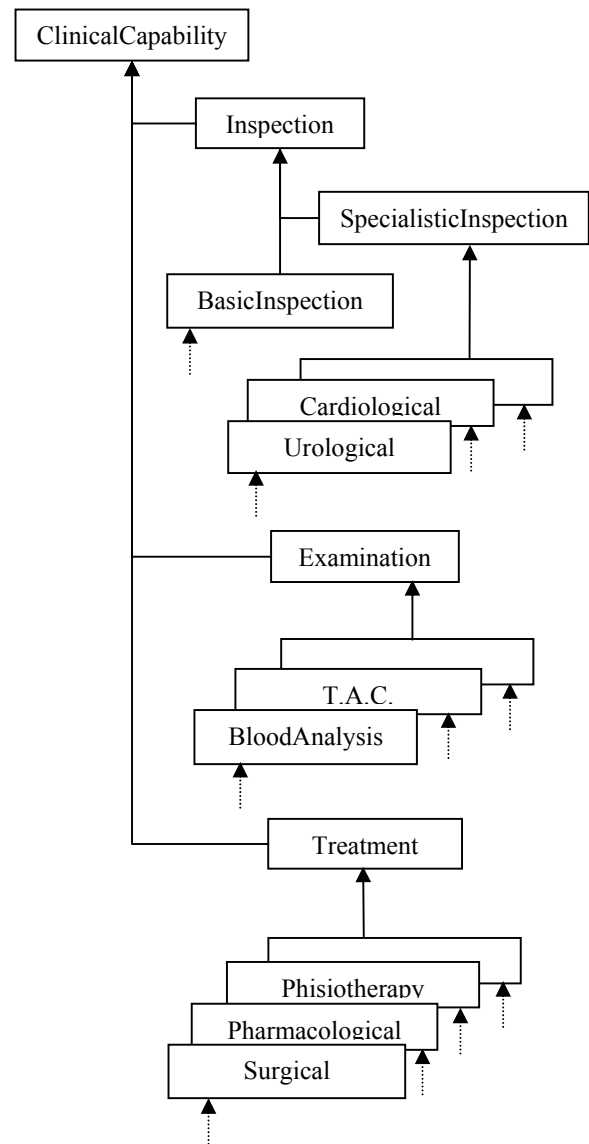 ClinicalCapability
Inspection
SpecialisticInspection
BasicInspection
Cardiological
Urological
Examination
T.A.C.
BloodAnalysis
Treatment
Phisiotherapy
Pharmacological
Surgical